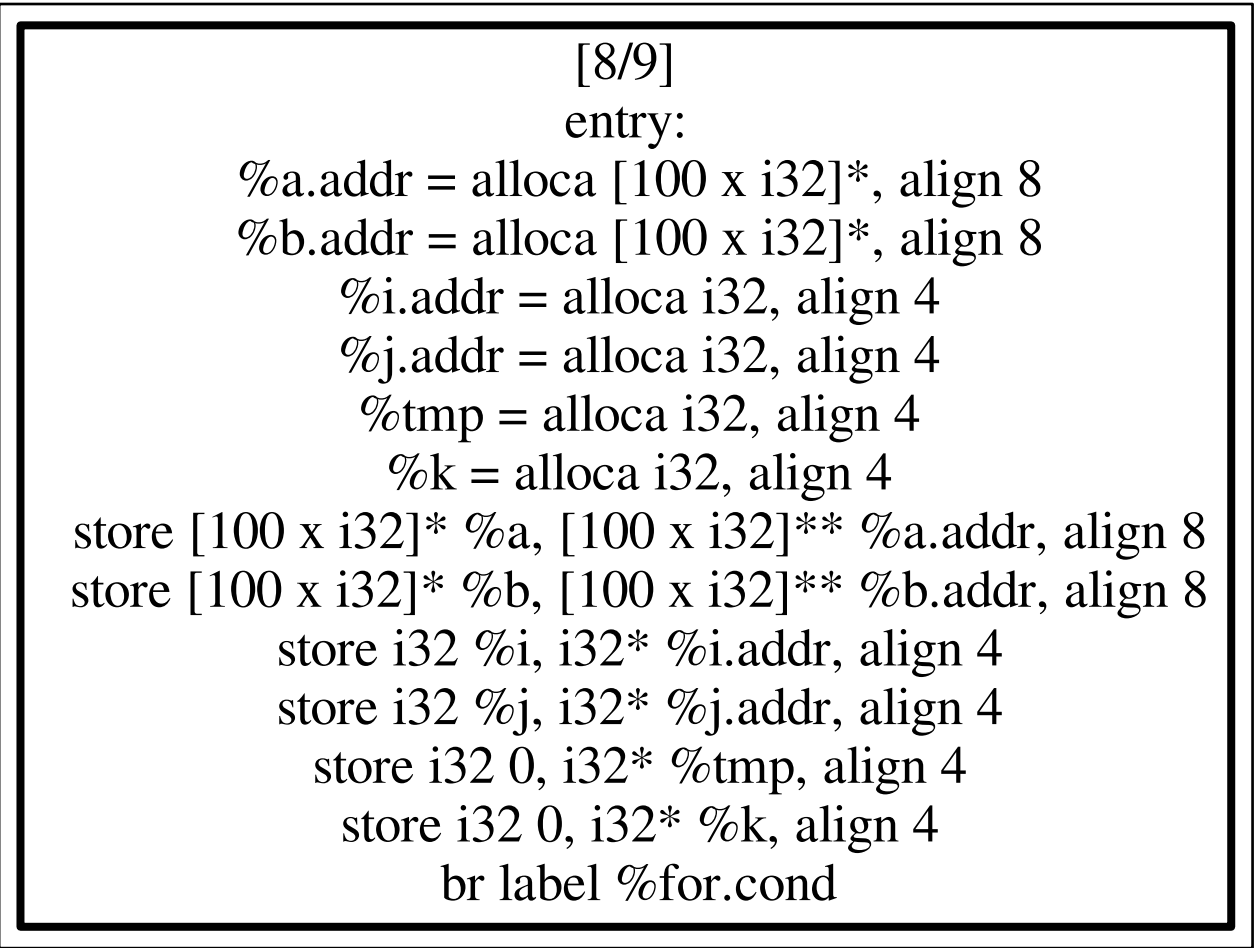 [8/9]
entry:
%a.addr = alloca [100 x i32]*, align 8
%b.addr = alloca [100 x i32]*, align 8
%i.addr = alloca i32, align 4
%j.addr = alloca i32, align 4
%tmp = alloca i32, align 4
%k = alloca i32, align 4
store [100 x i32]* %a, [100 x i32]** %a.addr, align 8
store [100 x i32]* %b, [100 x i32]** %b.addr, align 8
store i32 %i, i32* %i.addr, align 4
store i32 %j, i32* %j.addr, align 4
store i32 0, i32* %tmp, align 4
store i32 0, i32* %k, align 4
br label %for.cond